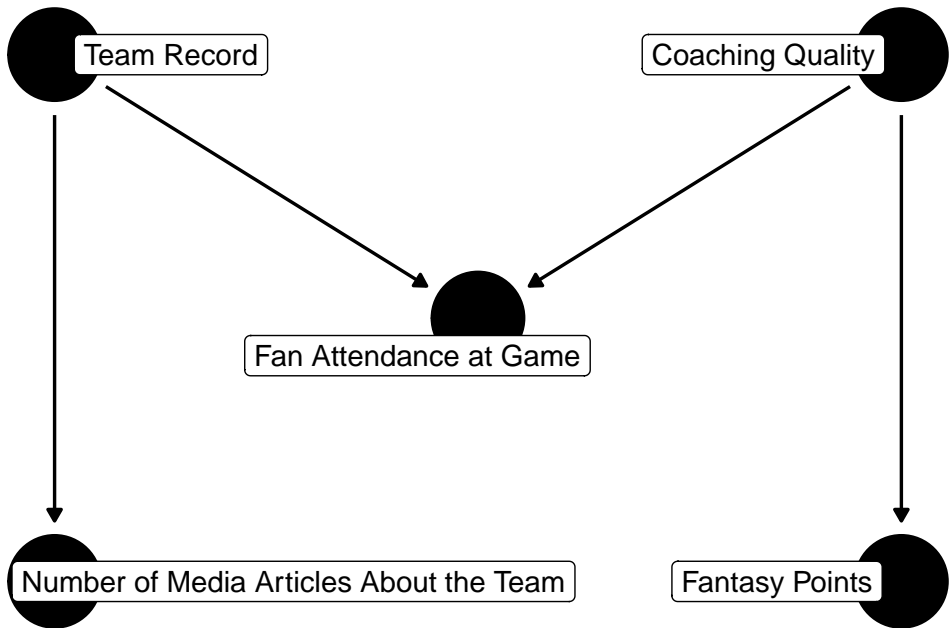 Team Record
Coaching Quality
Fan Attendance at Game
Number of Media Articles About the Team
Fantasy Points